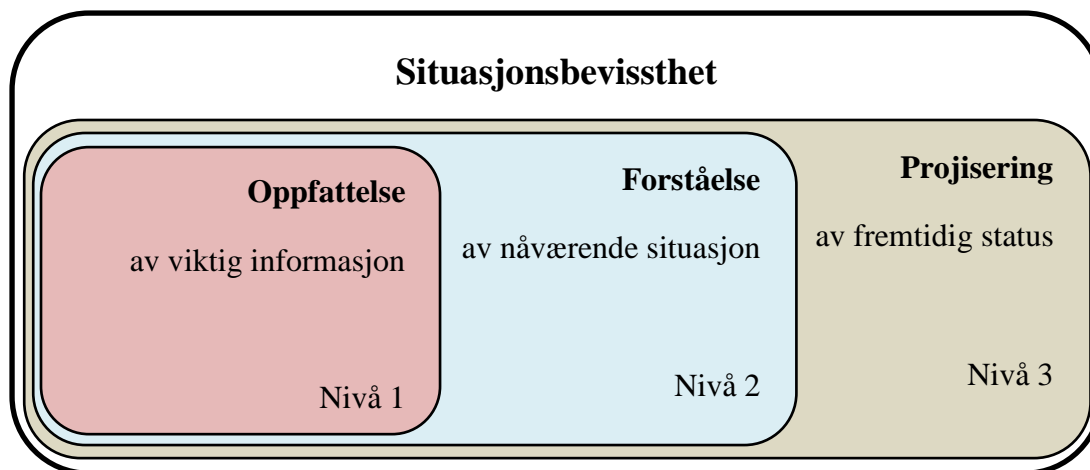 Situasjonsbevissthet
Oppfattelse
av viktig informasjon
Nivå 1
Forståelse
av nåværende situasjon
Nivå 2
Projisering
av fremtidig status
Nivå 3